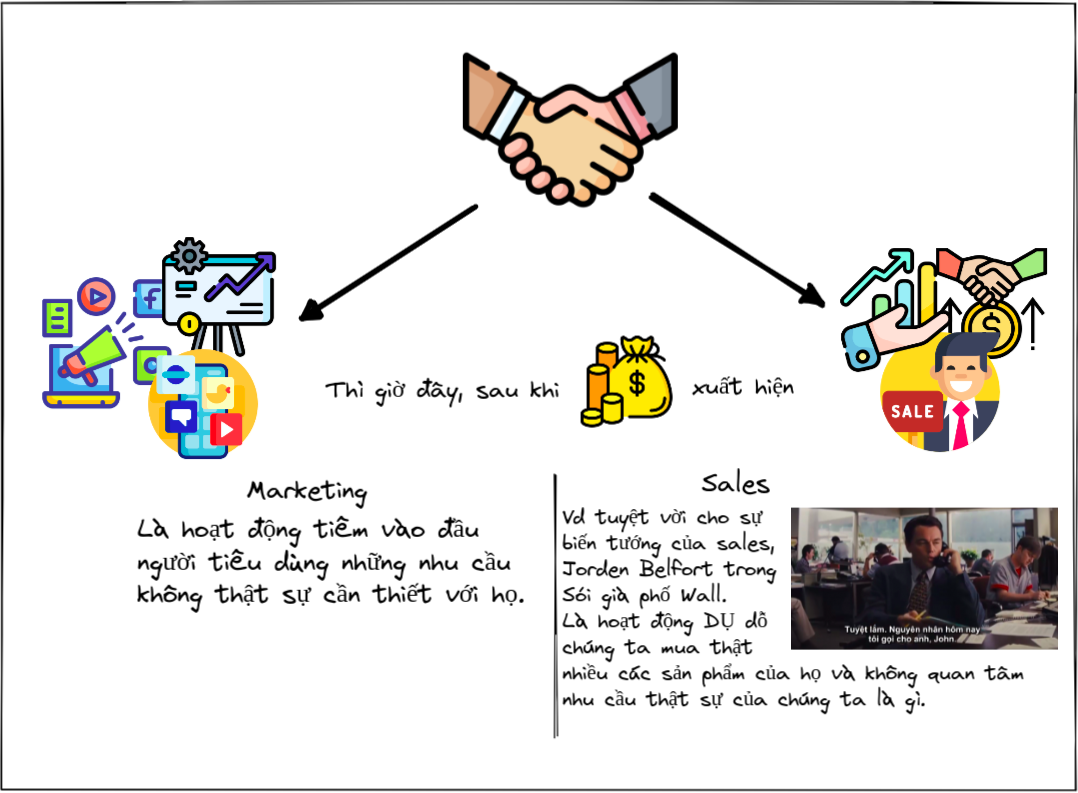 Thì giờ đây, sau khi
xuất hiện
SALE
Marketing
Là hoạt động tiêm vào đầu
người tiêu dùng những nhu cầu
không thật sự cần thiết với họ.
Sales
Vd tuyệt vời cho sự
biến tướng của sales,
Jorden Belfort trong
Sói già phố Wall.
Là hoạt động DỤ dỗ
chúng ta mua thật
nhiều các sản phẩm của họ và không quan tâm
nhu cầu thật sự của chúng ta là gì.
Tuyệt lắm. Nguyên nhân hôm nay
tôi gọi cho anh, John